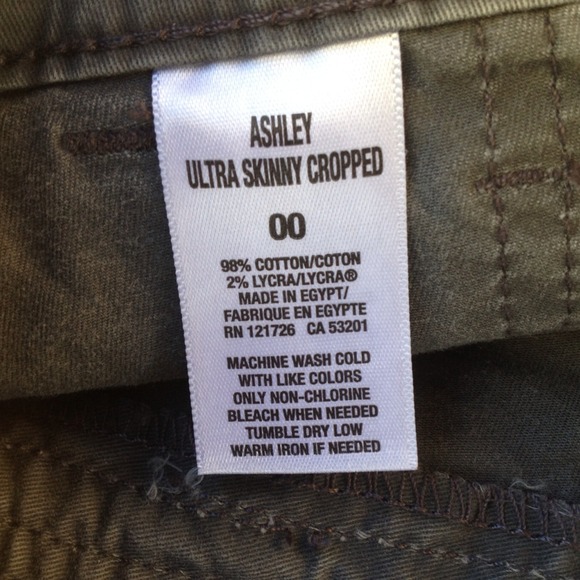 ASHLEY
ULTRA SKINNY CROPPED
00
98% COTTON/COTON
2% LYCRA/LYCRA®
MADE IN EGYPT/
FABRIQUE EN EGYPTE
RN 121726 CA 53201
MACHINE WASH COLD
WITH LIKE COLORS
ONLY NON-CHLORINE
BLEACH WHEN NEEDED
TUMBLE DRY LOW
WARM IRON IF NEEDED